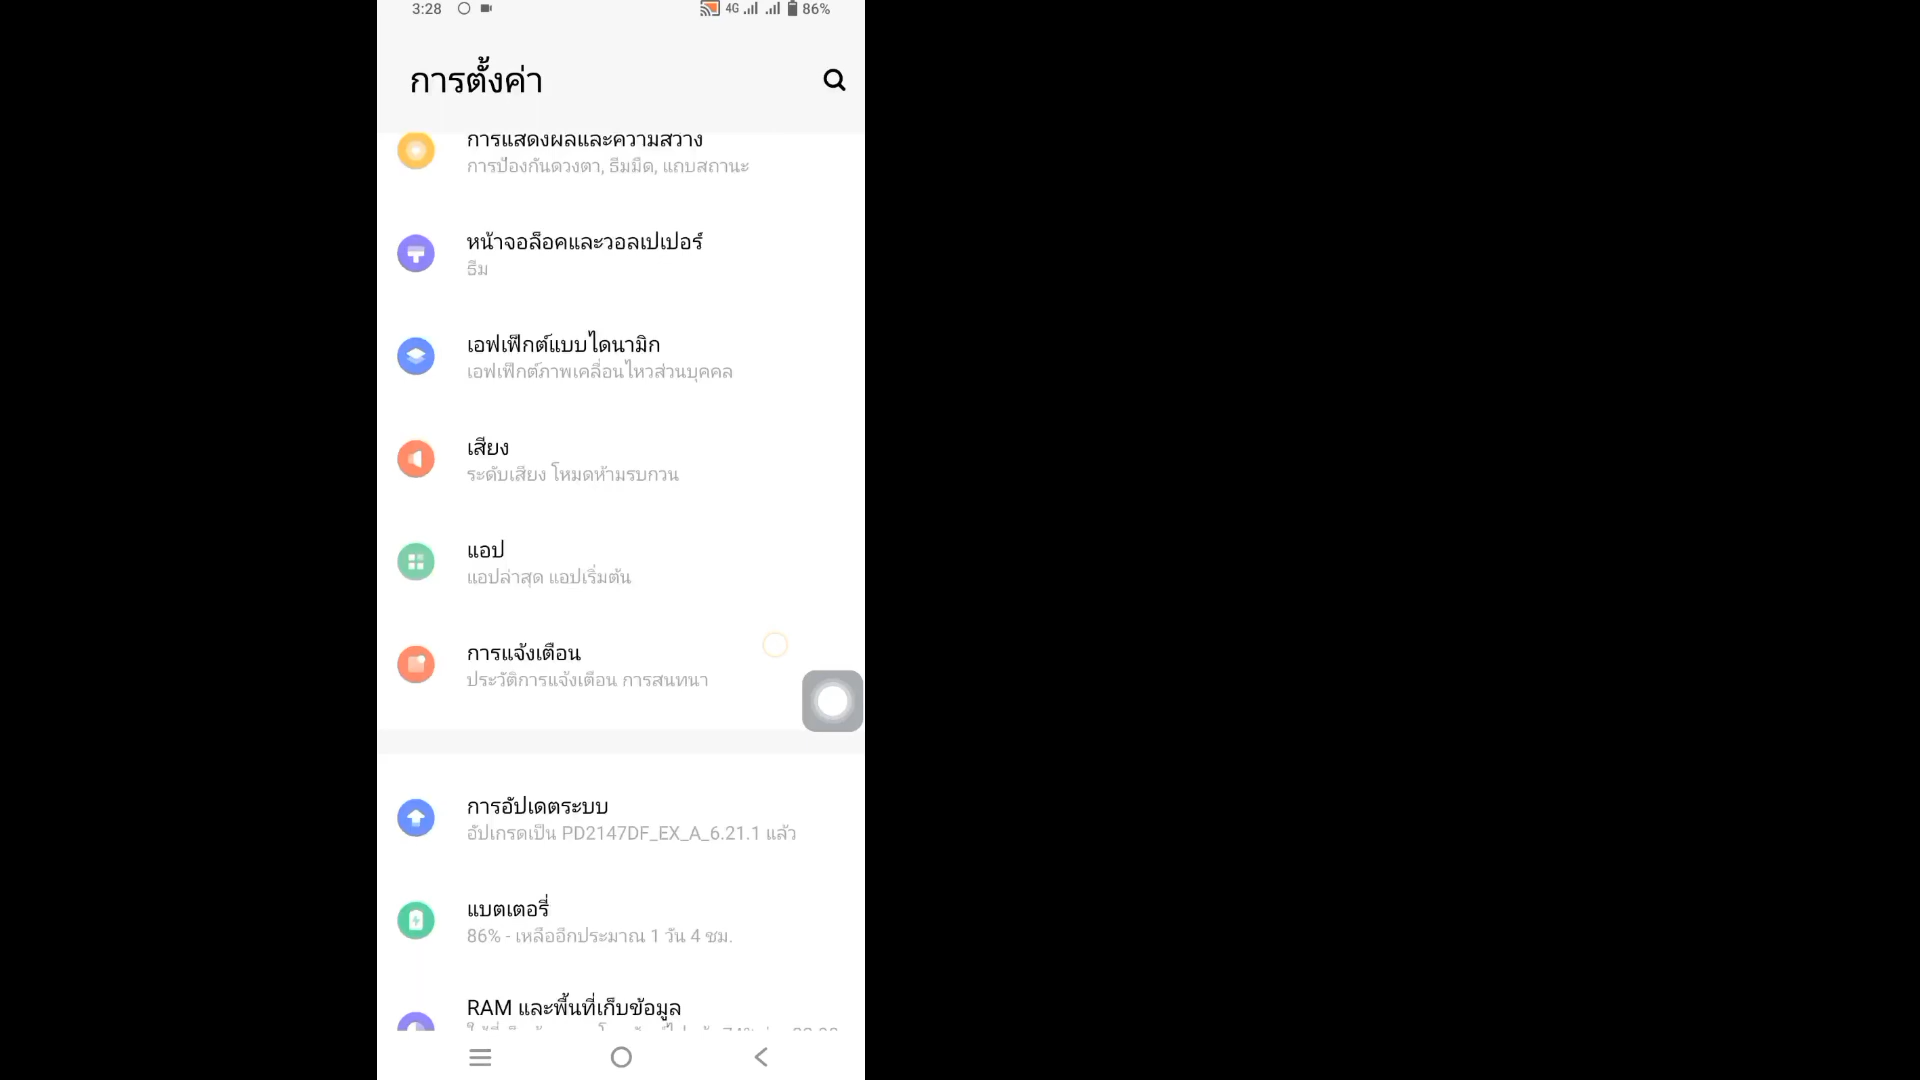 3:28 4G 86%
การตั้งค่า
การแสดงผลและความสว่าง
การป้องกันดวงตา, ธีมมืด, แถบสถานะ
หน้าจอล็อคและวอลเปเปอร์
ธีม
เอฟเฟ็กต์แบบไดนามิก
เอฟเฟ็กต์ภาพเคลื่อนไหวส่วนบุคคล
เสียง
ระดับเสียง โหมดห้ามรบกวน
แอป
แอปล่าสุด แอปเริ่มต้น
การแจ้งเตือน
ประวัติการแจ้งเตือน การสนทนา
การอัปเดตระบบ
อัปเกรดเป็น PD2147DF_EX_A_6.21.1 แล้ว
แบตเตอรี่
86% - เหลืออีกประมาณ 1 วัน 4 ชม.
RAM และพื้นที่เก็บข้อมูล